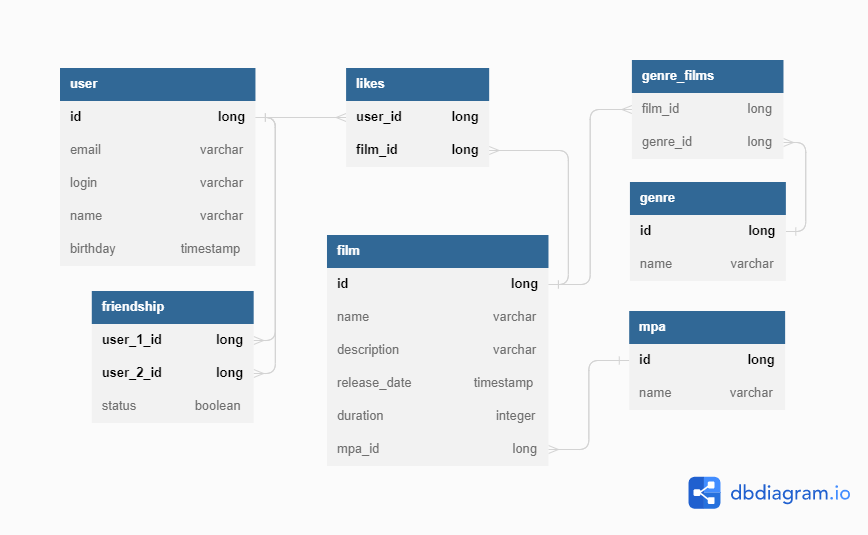 user
id long
email varchar
login varchar
name varchar
birthday timestamp
friendship
user_1_id long
user_2_id long
status boolean
likes
user_id long
film_id long
film
id long
name varchar
description varchar
release_date timestamp
duration integer
mpa_id long
genre_films
film_id long
genre_id long
genre
id long
name varchar
mpa
id long
name varchar
dbdiagram.io